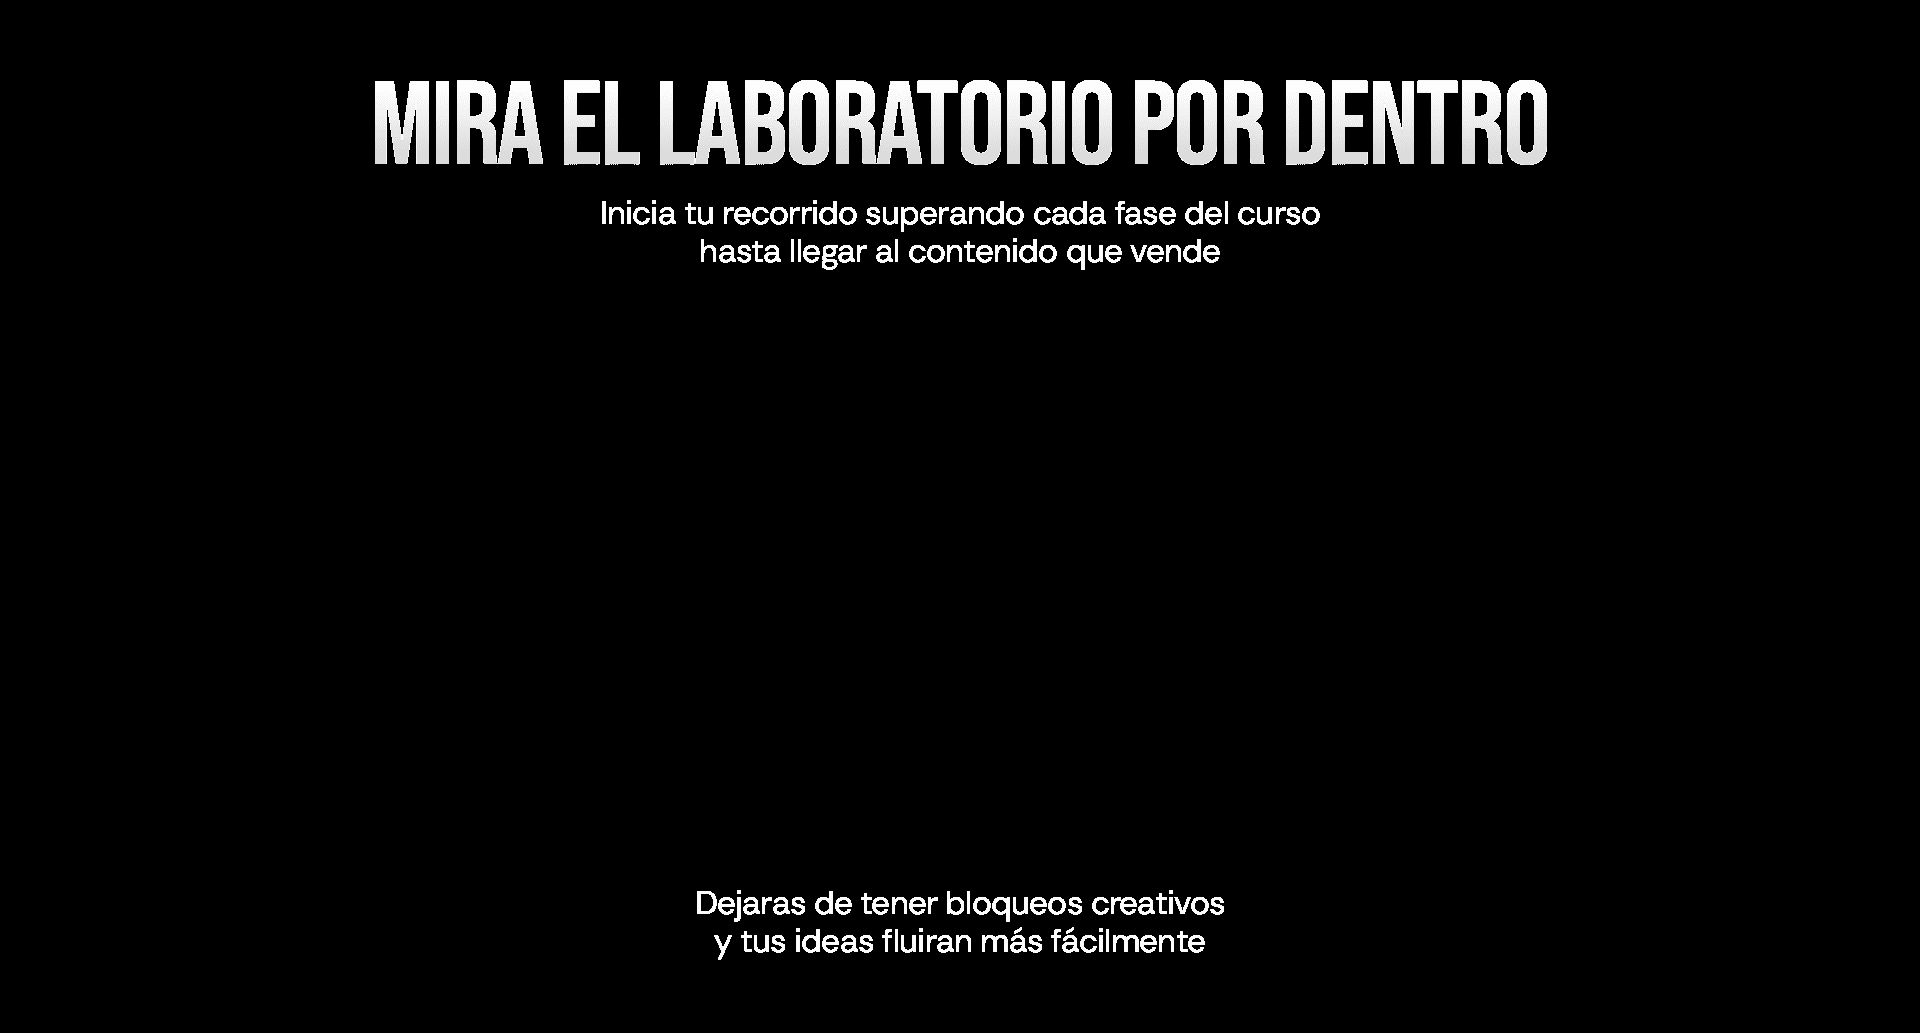 MIRA EL LABORATORIO POR DENTRO
Inicia tu recorrido superando cada fase del curso
hasta llegar al contenido que vende
Dejaras de tener bloqueos creativos
y tus ideas fluiran más fácilmente